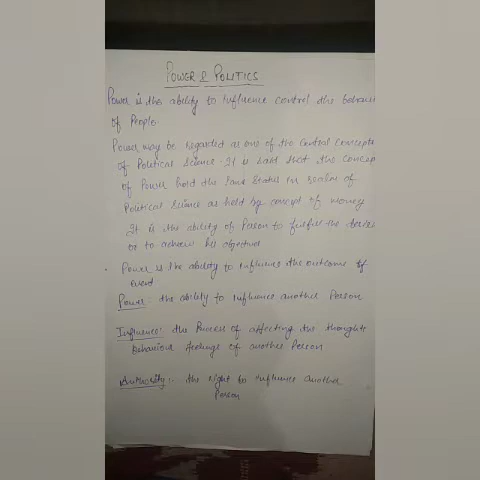 POWER & POLITICS
Power is the ability to influence control the behavi
of People
Power may be regarded as one of the central concepts
of Political Science. It is said that the concep
of Power hold the same status in realm of
Political Science as held by concept of money
It is the ability of Person to fulfill the desires
or to achieve his objectives
Power is the ability to influence the outcome of
event
Power: the ability to influence another Person
Influence: the Process of affecting the thoughts
behaviour feelings of another Person
Authority:- the right to influence another
Person